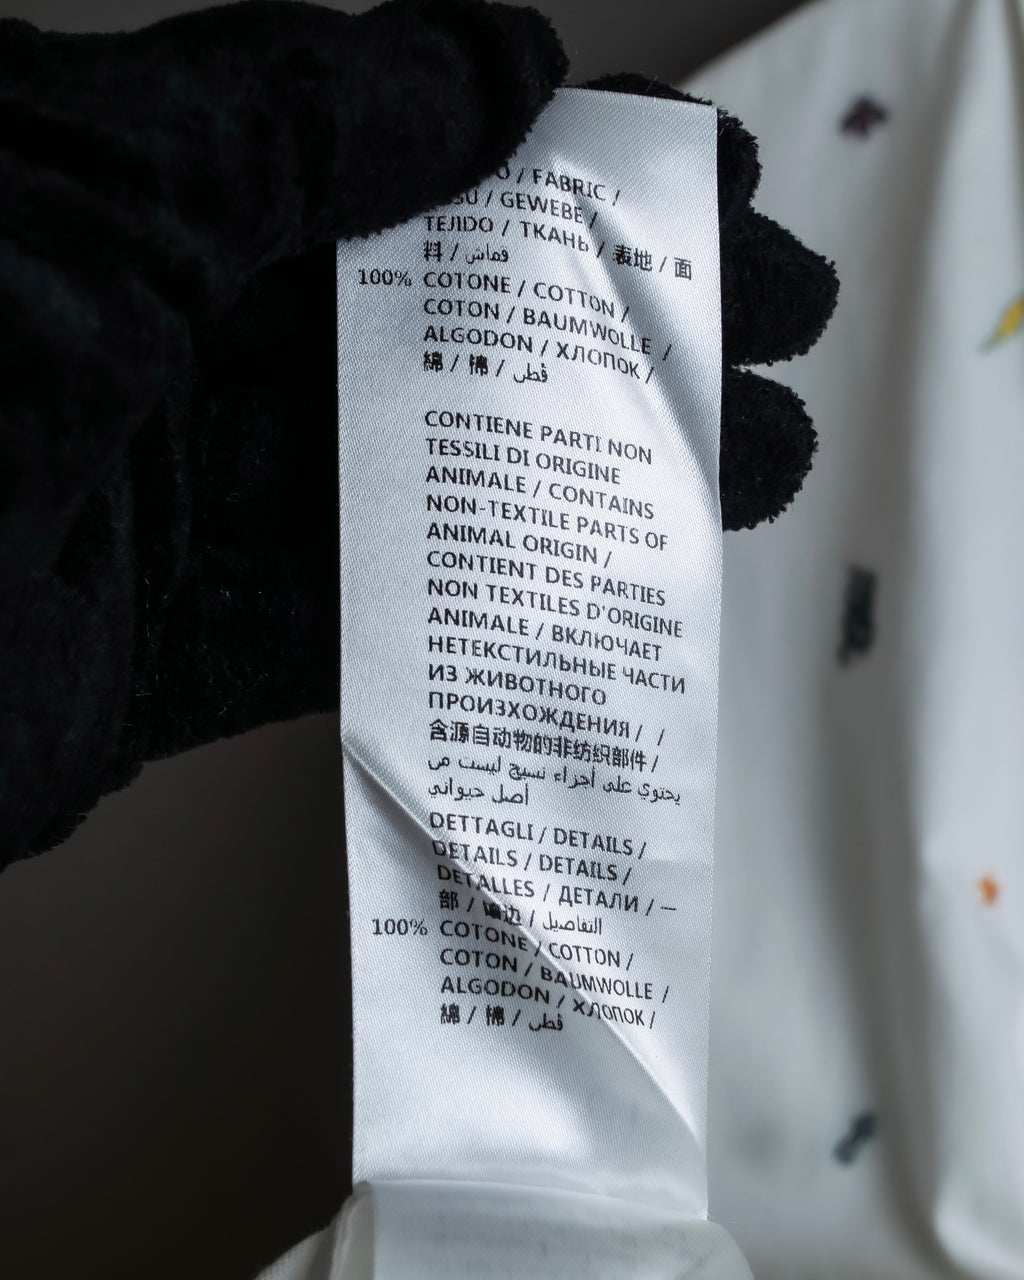 / FABRIC /
/ GEWEBE /
TEJIDO / ТКАНЬ / 表地 / 面
料 / قماش
100% COTONE / COTTON /
COTON / BAUMWOLLE /
ALGODON / ХЛОПОК /
綿 / 棉 / قطن
CONTIENE PARTI NON
TESSILI DI ORIGINE
ANIMALE / CONTAINS
NON-TEXTILE PARTS OF
ANIMAL ORIGIN /
CONTIENT DES PARTIES
NON TEXTILES D'ORIGINE
ANIMALE / ВКЛЮЧАЕТ
НЕТЕКСТИЛЬНЫЕ ЧАСТИ
ИЗ ЖИВОТНОГО
ПРОИЗХОЖДЕНИЯ / /
含源自动物的非纺织部件 /
يحتوي على أجزاء نسيج ليست من
أصل حيواني
DETTAGLI / DETAILS /
DETAILS / DETAILS /
DETALLES / ДЕТАЛИ / 一
部 / 镶边 / التفاصيل
100% COTONE / COTTON /
COTON / BAUMWOLLE /
ALGODON / ХЛОПОК /
綿 / 棉 / قطن